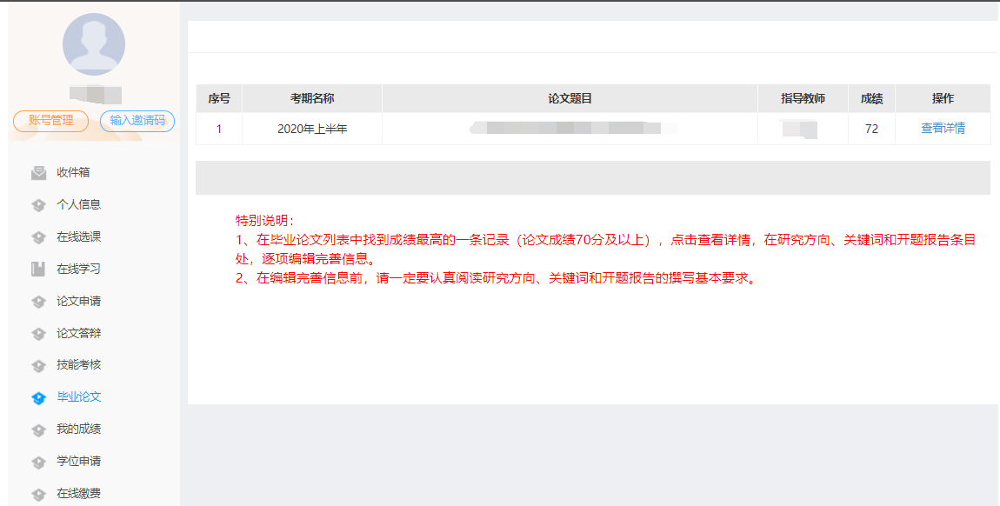 账号管理 输入邀请码
收件箱
个人信息
在线选课
在线学习
论文申请
论文答辩
技能考核
毕业论文
我的成绩
学位申请
在线缴费
序号 考期名称 论文题目 指导教师 成绩 操作
1 2020年上半年 72 查看详情
特别说明：
1、在毕业论文列表中找到成绩最高的一条记录（论文成绩70分及以上），点击查看详情，在研究方向、关键词和开题报告条目
处，逐项编辑完善信息。
2、在编辑完善信息前，请一定要认真阅读研究方向、关键词和开题报告的撰写基本要求。